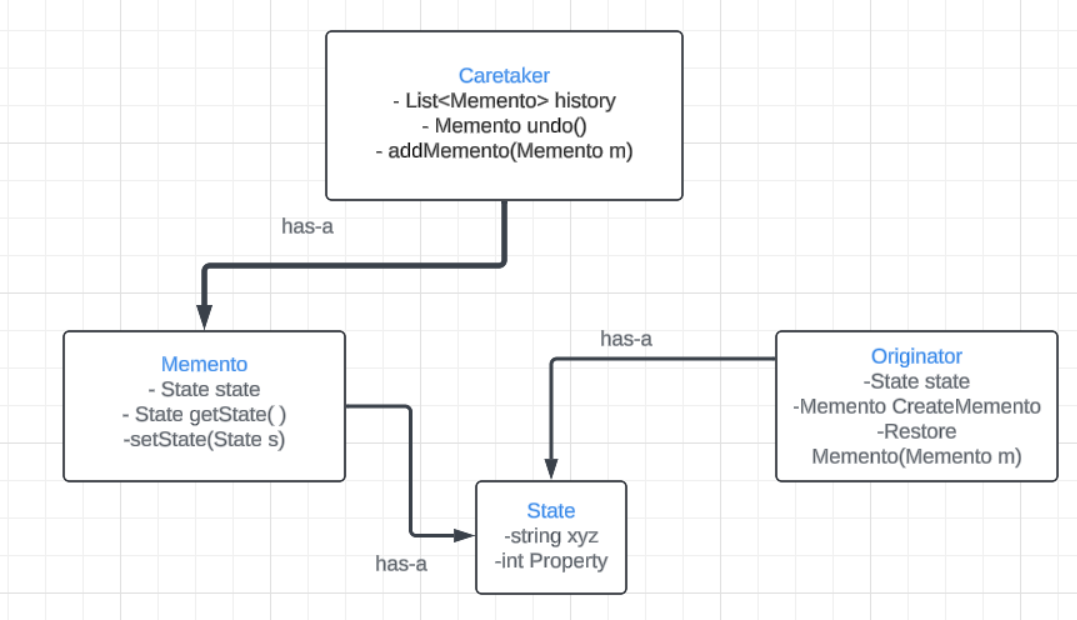 Caretaker
- List<Memento> history
- Memento undo()
- addMemento(Memento m)
has-a
Memento
- State state
- State getState( )
-setState(State s)
has-a
Originator
-State state
-Memento CreateMemento
-Restore
Memento(Memento m)
State
-string xyz
-int Property
has-a